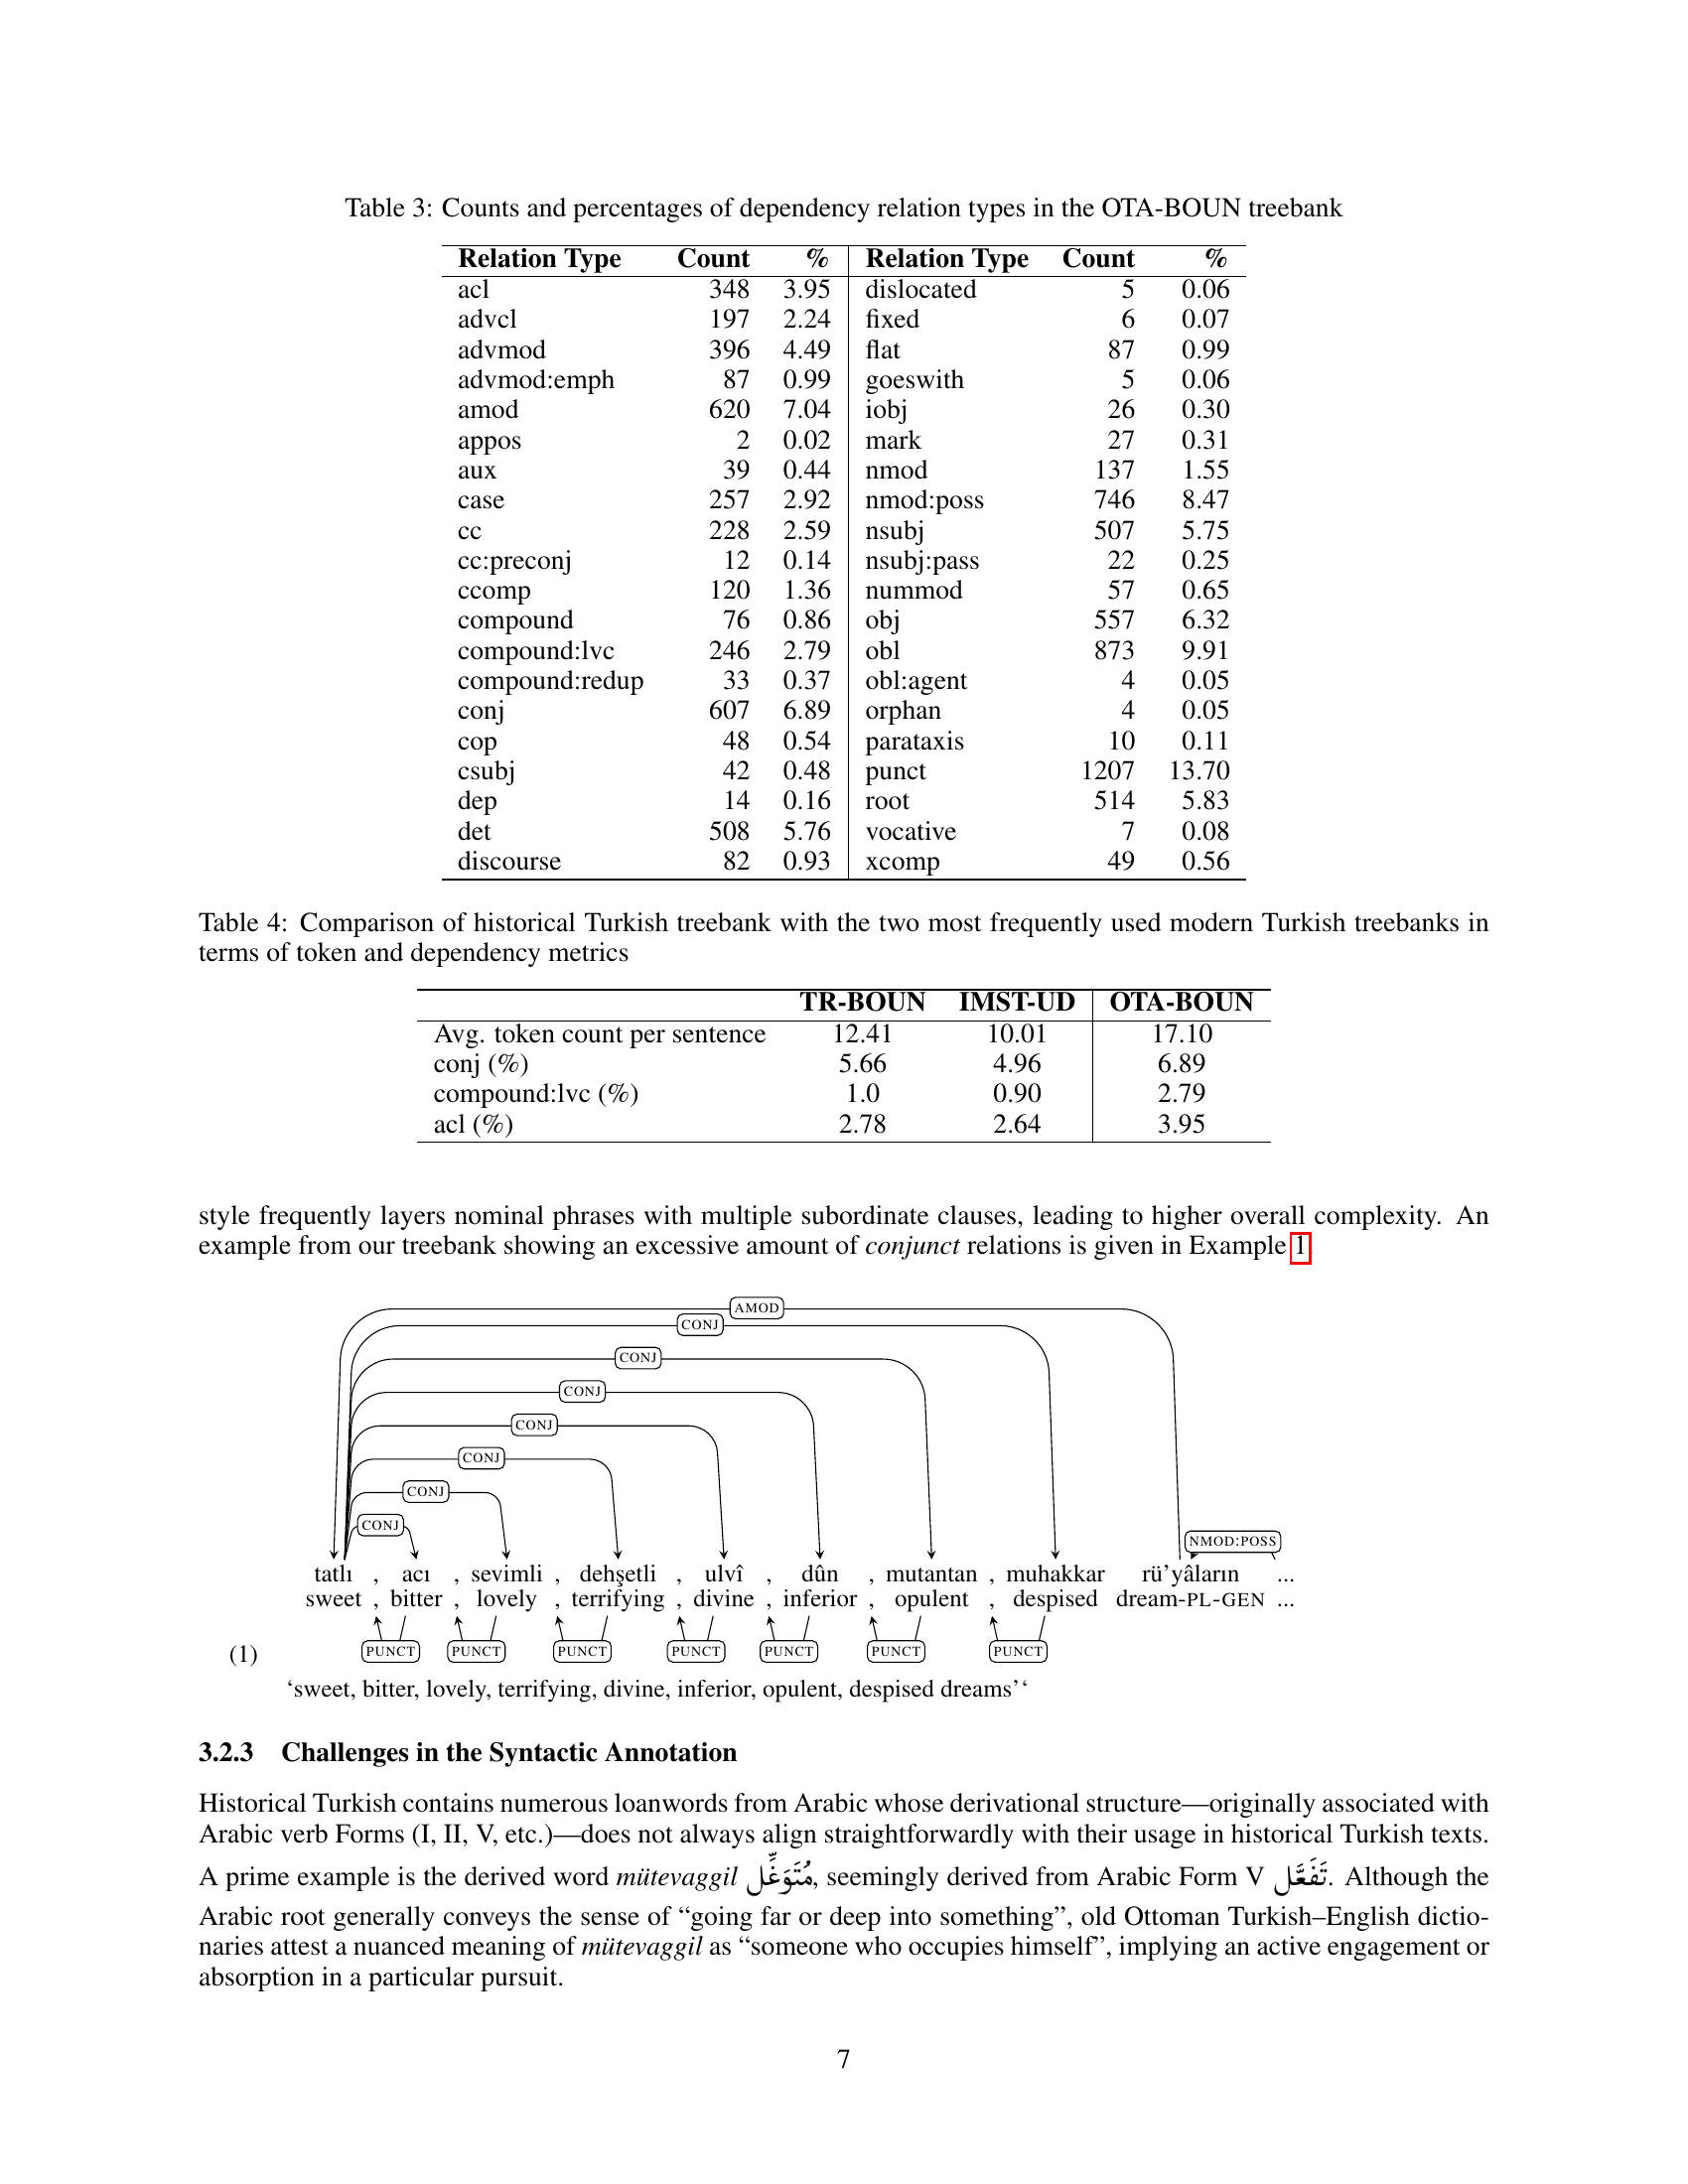 Table 3: Counts and percentages of dependency relation types in the OTA-BOUN treebank
Relation Type Count % Relation Type Count %
acl 348 3.95 dislocated 5 0.06
advcl 197 2.24 fixed 6 0.07
advmod 396 4.49 flat 87 0.99
advmod:emph 87 0.99 goeswith 5 0.06
amod 620 7.04 iobj 26 0.30
appos 2 0.02 mark 27 0.31
aux 39 0.44 nmod 137 1.55
case 257 2.92 nmod:poss 746 8.47
cc 228 2.59 nsubj 507 5.75
cc:preconj 12 0.14 nsubj:pass 22 0.25
ccomp 120 1.36 nummod 57 0.65
compound 76 0.86 obj 557 6.32
compound:lvc 246 2.79 obl 873 9.91
compound:redup 33 0.37 obl:agent 4 0.05
conj 607 6.89 orphan 4 0.05
cop 48 0.54 parataxis 10 0.11
csubj 42 0.48 punct 1207 13.70
dep 14 0.16 root 514 5.83
det 508 5.76 vocative 7 0.08
discourse 82 0.93 xcomp 49 0.56
Table 4: Comparison of historical Turkish treebank with the two most frequently used modern Turkish treebanks in
terms of token and dependency metrics
TR-BOUN IMST-UD OTA-BOUN
Avg. token count per sentence 12.41 10.01 17.10
conj (%) 5.66 4.96 6.89
compound:lvc (%) 1.0 0.90 2.79
acl (%) 2.78 2.64 3.95
style frequently layers nominal phrases with multiple subordinate clauses, leading to higher overall complexity. An
example from our treebank showing an excessive amount of conjunct relations is given in Example 1
AMOD
CONJ
CONJ
CONJ
CONJ
CONJ
CONJ
CONJ
NMOD:POSS
tatlı , acı , sevimli , dehşetli , ulvî , dûn , mutantan , muhakkar rü'yâların ...
sweet , bitter , lovely , terrifying , divine , inferior , opulent , despised dream-PL-GEN ...
PUNCT PUNCT PUNCT PUNCT PUNCT PUNCT PUNCT
(1)
‘sweet, bitter, lovely, terrifying, divine, inferior, opulent, despised dreams’‘
3.2.3 Challenges in the Syntactic Annotation
Historical Turkish contains numerous loanwords from Arabic whose derivational structure—originally associated with
Arabic verb Forms (I, II, V, etc.)—does not always align straightforwardly with their usage in historical Turkish texts.
A prime example is the derived word mütevaggil مُتَوَغِّل, seemingly derived from Arabic Form V تَفَعَّل. Although the
Arabic root generally conveys the sense of “going far or deep into something”, old Ottoman Turkish–English dictio-
naries attest a nuanced meaning of mütevaggil as “someone who occupies himself”, implying an active engagement or
absorption in a particular pursuit.
7